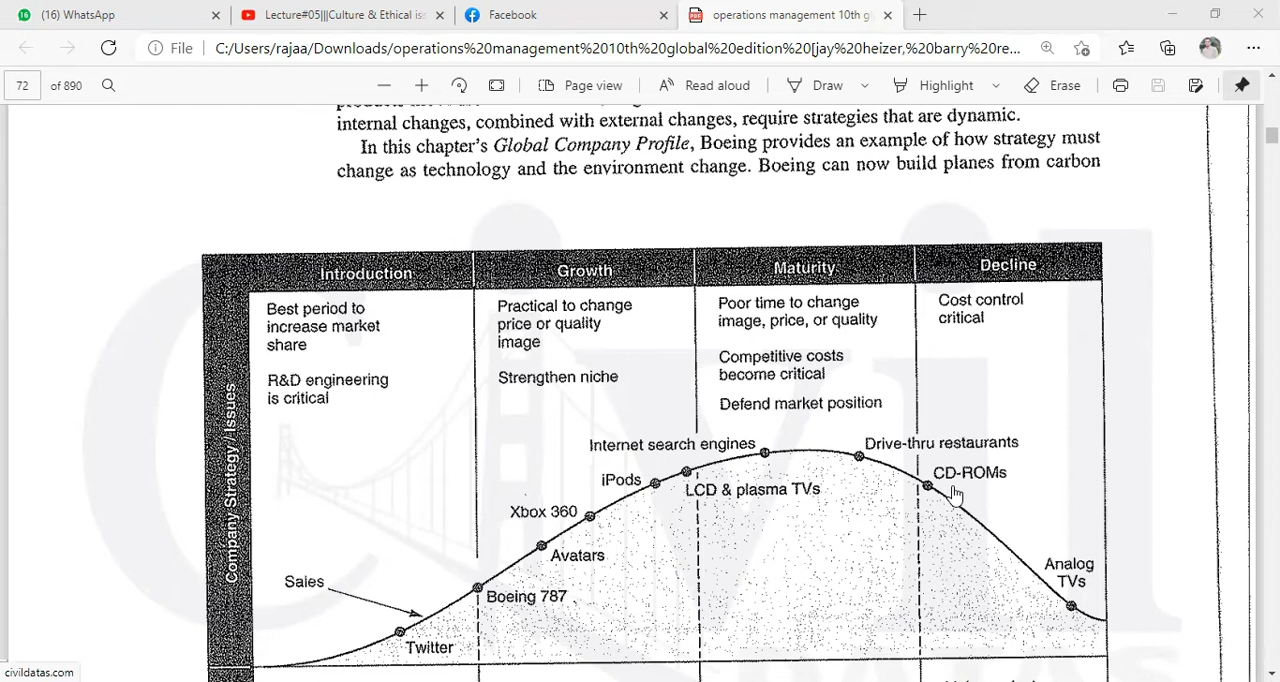 (16) WhatsApp
Lecture#05|||Culture & Ethical is
Facebook
operations management 10th g
File
C:/Users/rajaa/Downloads/operations%20management%2010th%20global%20edition%20[jay%20heizer,%20barry%20re...
72 of 890
Page view
Read aloud
Draw
Highlight
Erase
internal changes, combined with external changes, require strategies that are dynamic.
In this chapter's Global Company Profile, Boeing provides an example of how strategy must
change as technology and the environment change. Boeing can now build planes from carbon
Introduction
Growth
Maturity
Decline
Company Strategy/Issues
Best period to
increase market
share
R&D engineering
is critical
Practical to change
price or quality
image
Strengthen niche
Poor time to change
image, price, or quality
Competitive costs
become critical
Defend market position
Cost control
critical
Internet search engines
Drive-thru restaurants
iPods
LCD & plasma TVs
CD-ROMs
Xbox 360
Avatars
Analog
TVs
Sales
Boeing 787
Twitter
Civil
civildatas.com